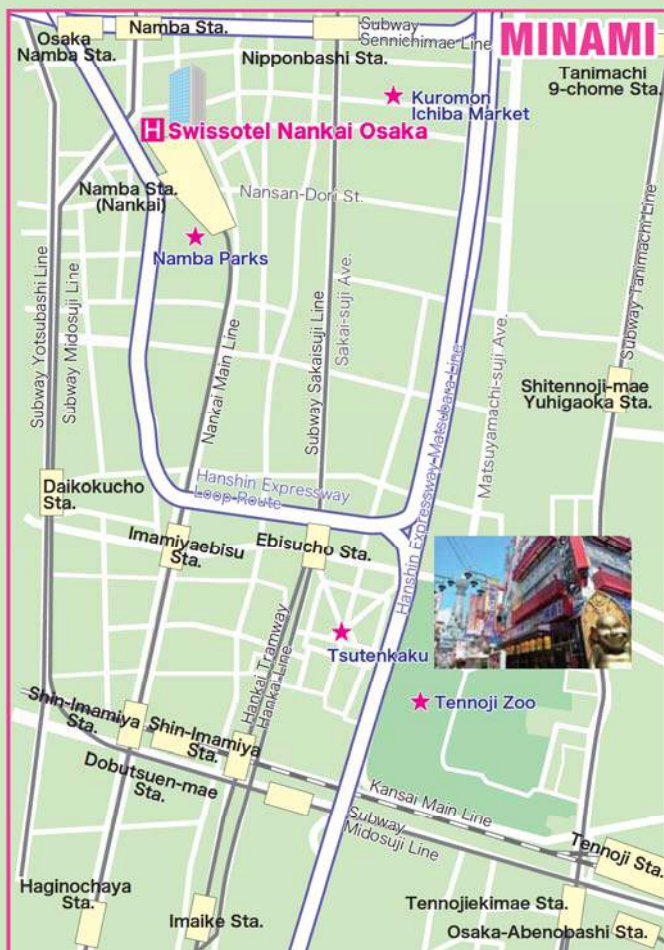 MINAMI
Osaka
Namba Sta.
Namba Sta.
Nipponbashi Sta.
Subway
Sennichimae Line
Tanimachi
9-chome Sta.
Kuromon
Ichiba Market
H Swissotel Nankai Osaka
Namba Sta.
(Nankai)
Nansan-Dori St.
Namba Parks
Subway Yotsubashi Line
Subway Midosuji Line
Nankai Main Line
Subway Sakaisuji Line
Sakai-suji Ave.
Hanshin Expressway Matsubara Line
Matsuyamachi-suji Ave.
Subway Tanimachi Line
Shitennoji-mae
Yuhigaoka Sta.
Daikokucho
Sta.
Hanshin Expressway
Loop Route
Imamiyaebisu
Sta.
Ebisucho Sta.
Hankai Tramway
Hankai Line
Tsutenkaku
Tennoji Zoo
Shin-Imamiya
Sta.
Shin-Imamiya
Sta.
Dobutsuen-mae
Sta.
Kansai Main Line
Subway
Midosuji Line
Tennoji Sta.
Haginochaya
Sta.
Imaike Sta.
Tennojiekimae Sta.
Osaka-Abenobashi Sta.